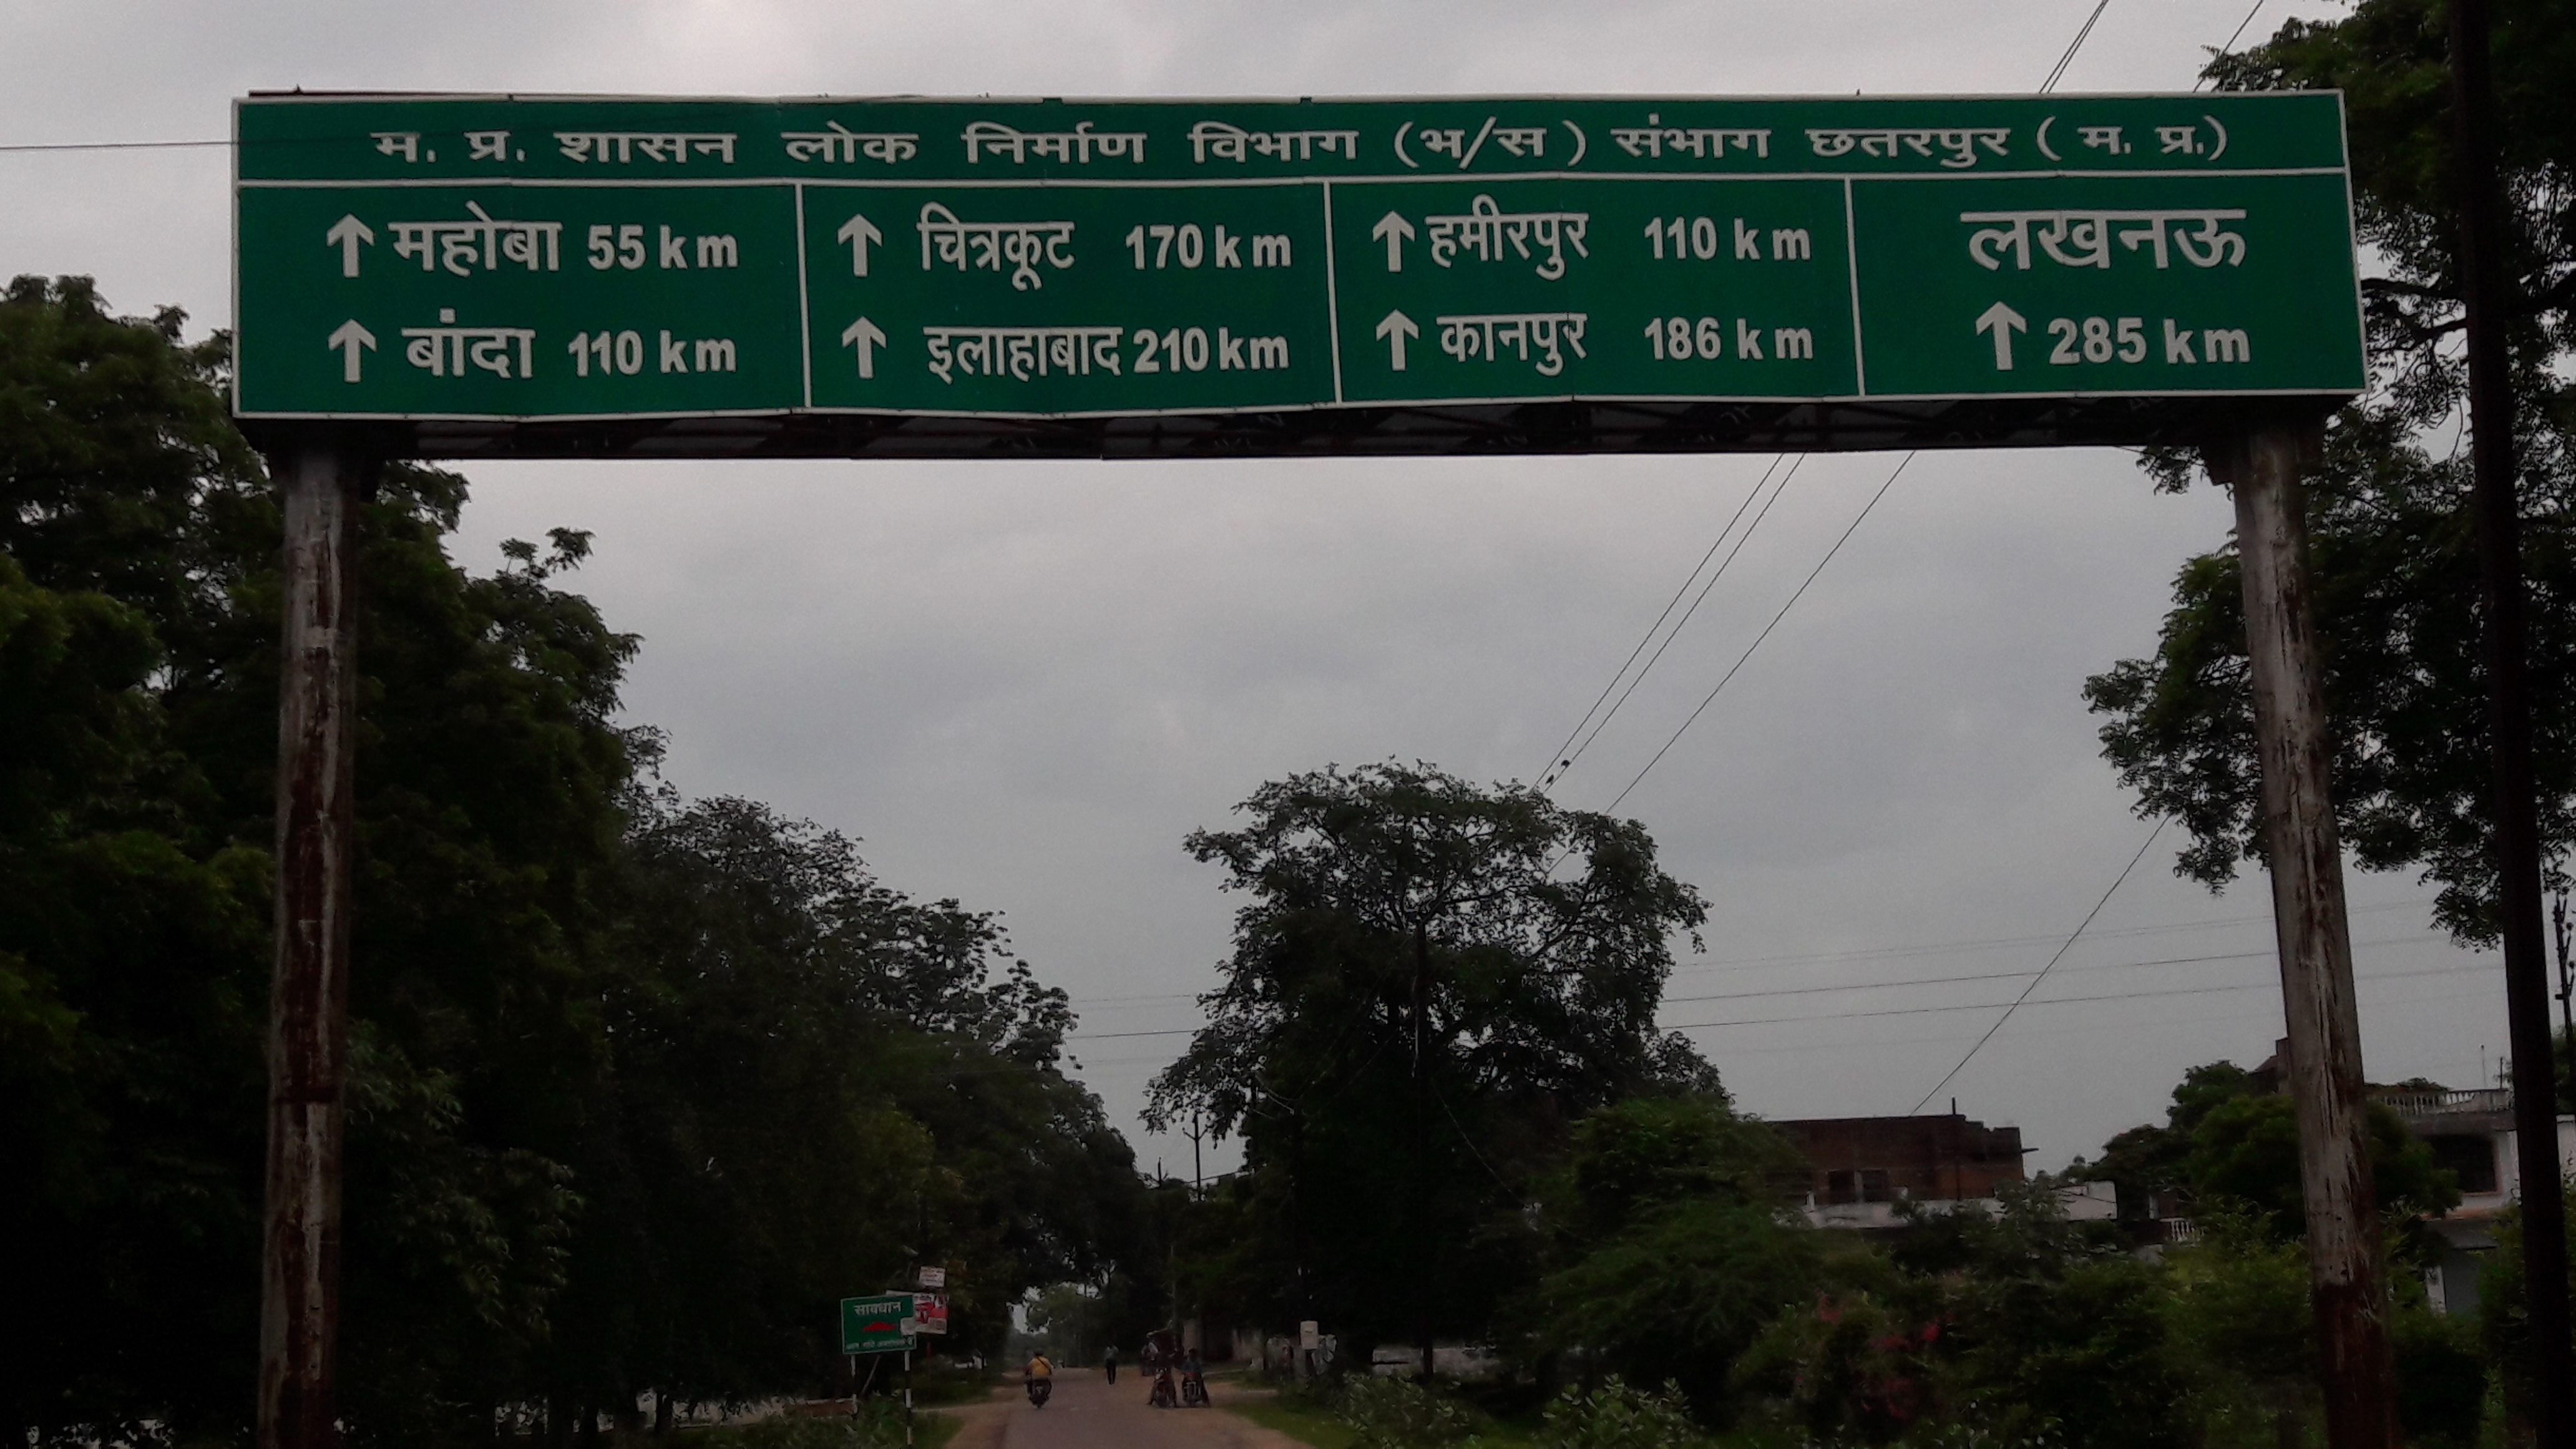 म. प्र. शासन लोक निर्माण विभाग (भ/स) संभाग छतरपुर (म. प्र.)
↑ महोबा 55 km
↑ बांदा 110 km
↑ चित्रकूट 170 km
↑ इलाहाबाद 210 km
↑ हमीरपुर 110 km
↑ कानपुर 186 km
लखनऊ
↑ 285 km
सावधान